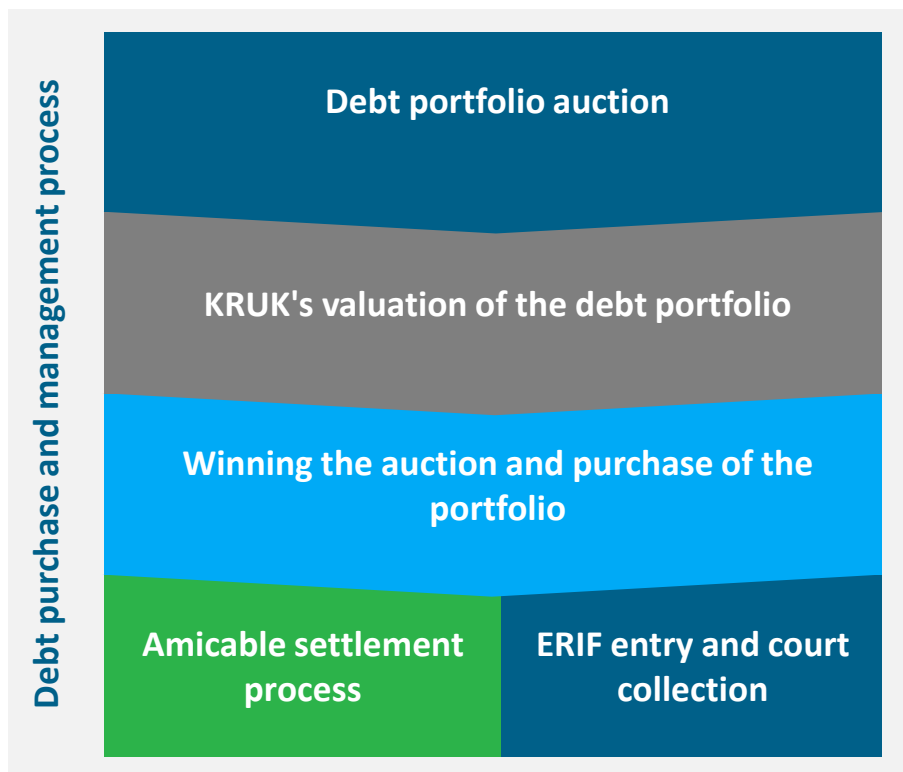 Debt purchase and management process
Debt portfolio auction
KRUK's valuation of the debt portfolio
Winning the auction and purchase of the
portfolio
Amicable settlement
process
ERIF entry and court
collection